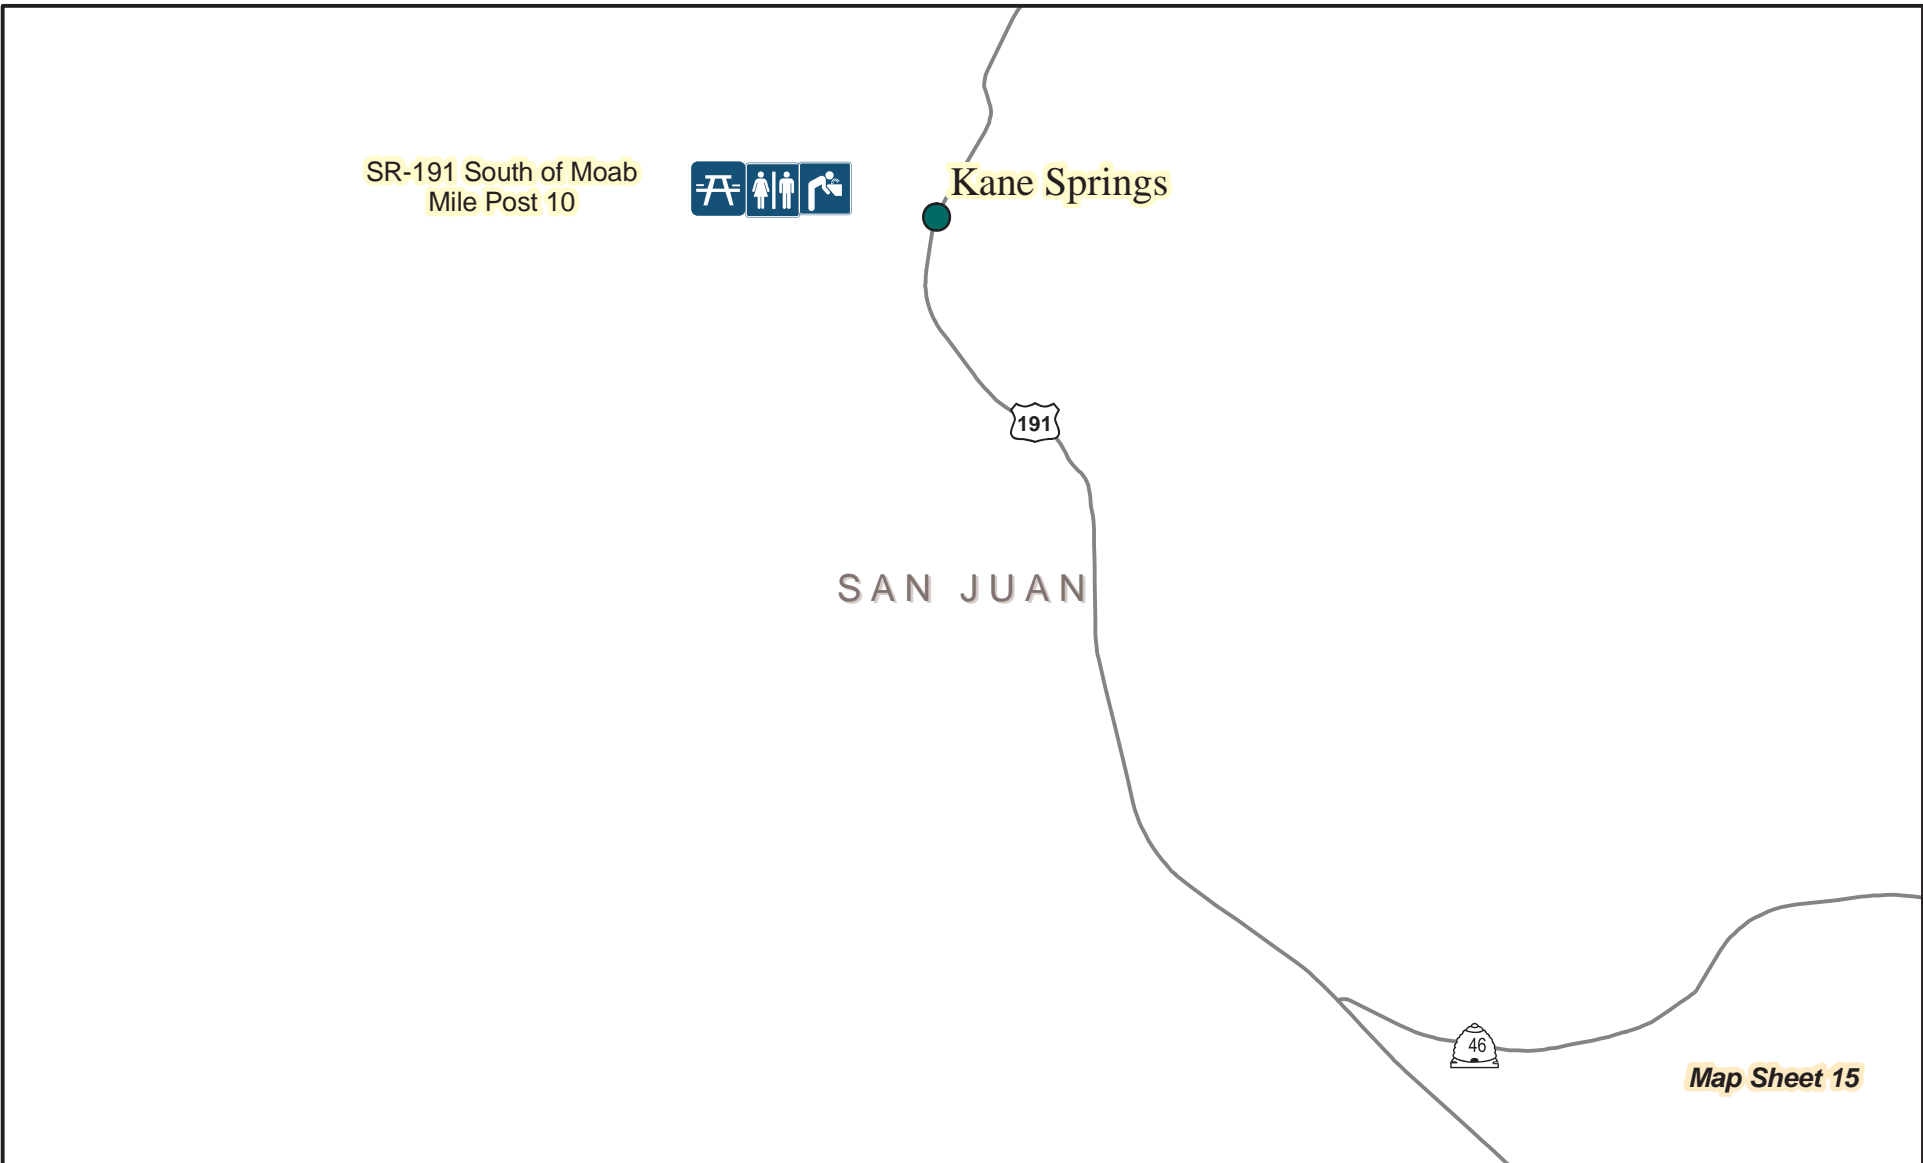 SR-191 South of Moab
Mile Post 10
Kane Springs
191
SAN JUAN
46
Map Sheet 15